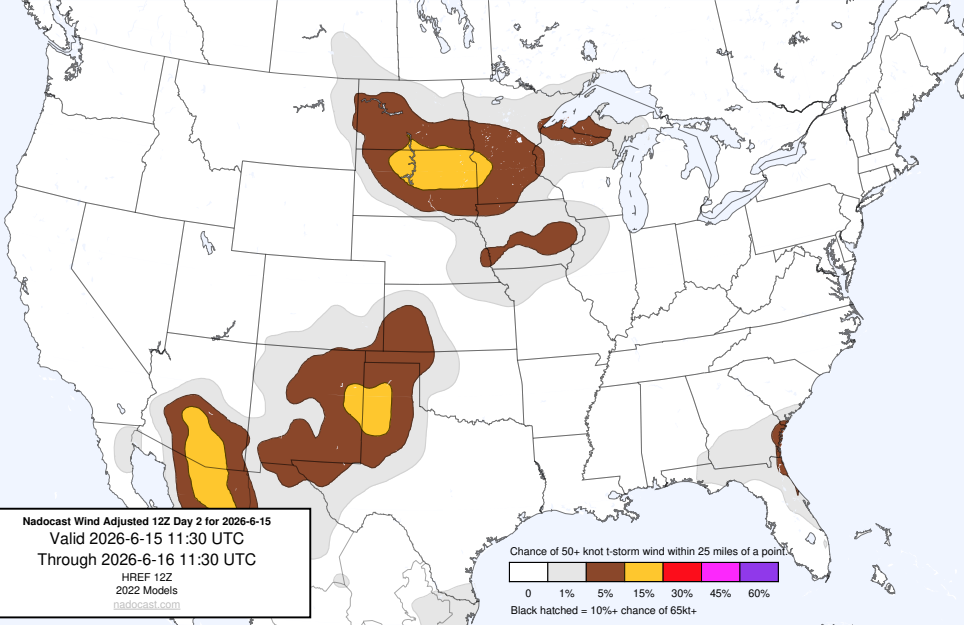 Nadocast Wind Adjusted 12Z Day 2 for 2026-6-15
Valid 2026-6-15 11:30 UTC
Through 2026-6-16 11:30 UTC
HREF 12Z
2022 Models
nadocast.com
Chance of 50+ knot t-storm wind within 25 miles of a point.
0 1% 5% 15% 30% 45% 60%
Black hatched = 10%+ chance of 65kt+